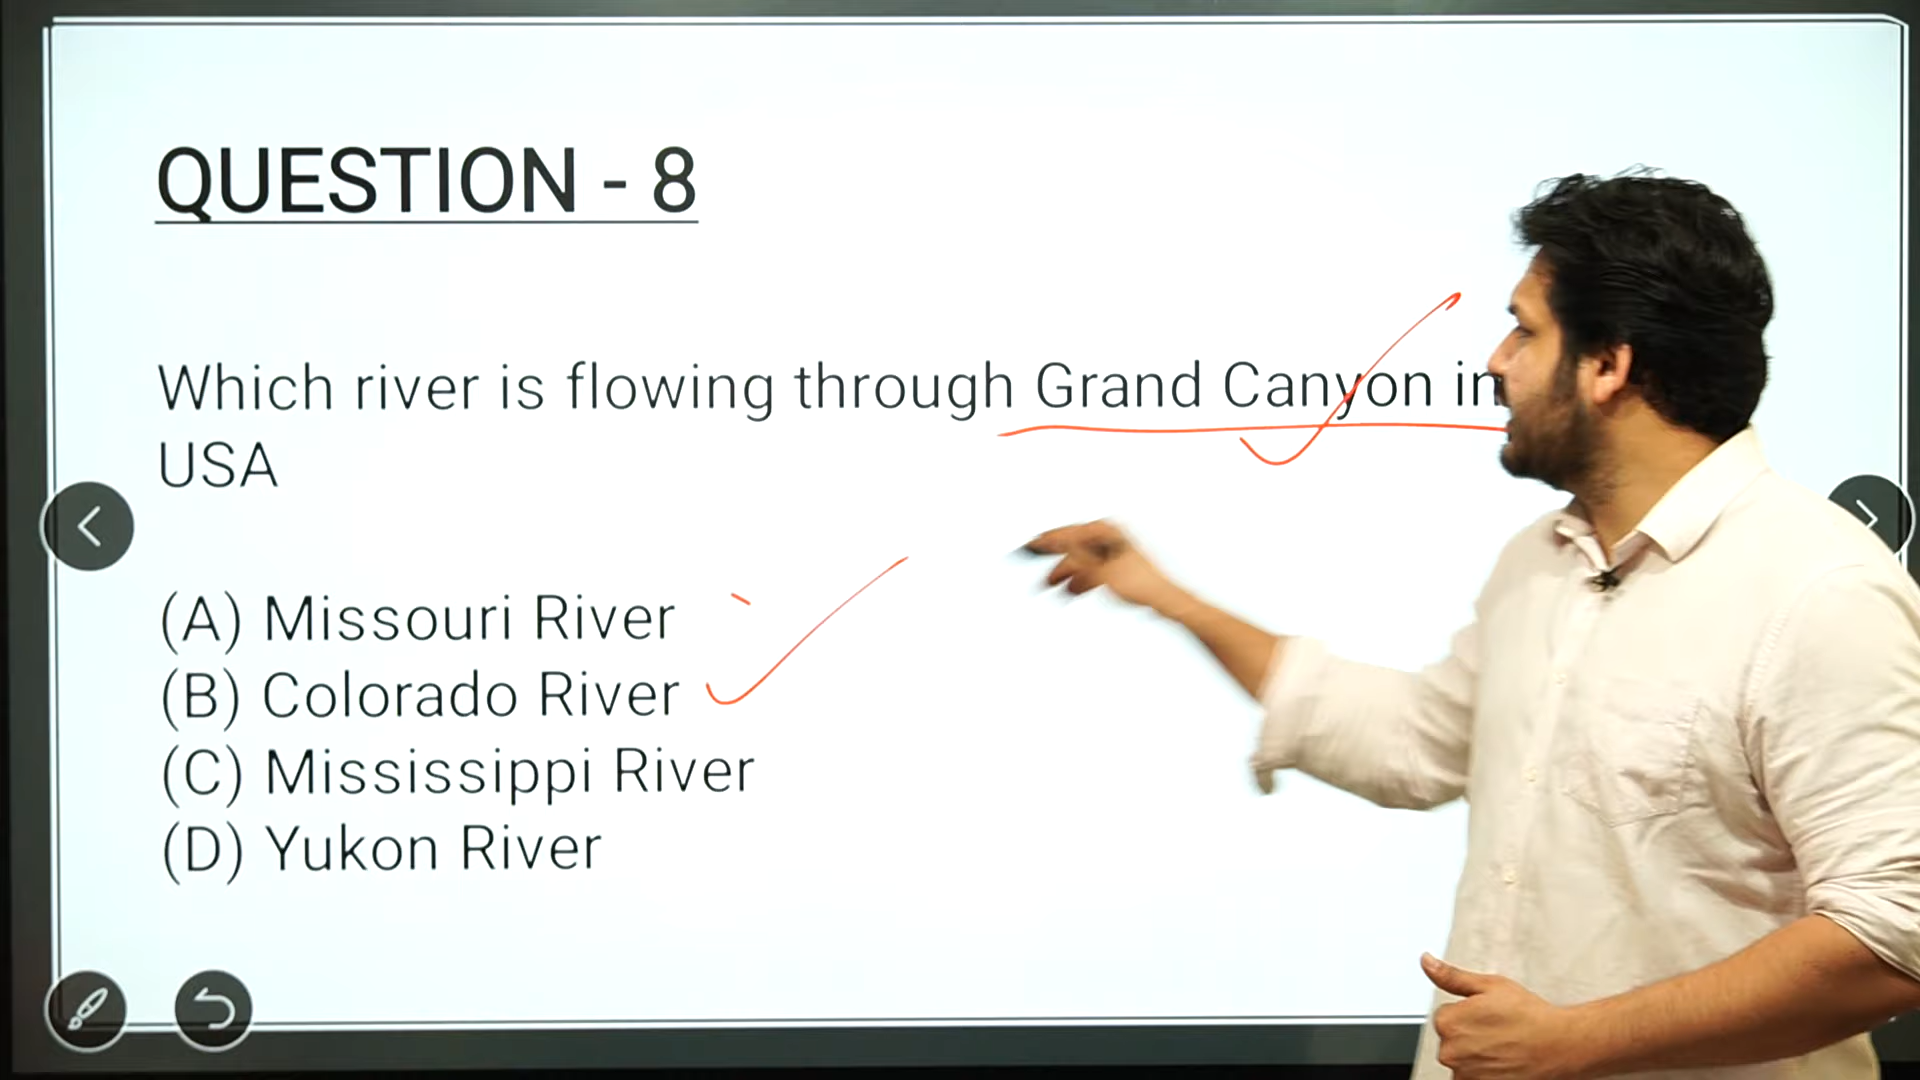 QUESTION - 8
Which river is flowing through Grand Canyon in
USA
(A) Missouri River
(B) Colorado River
(C) Mississippi River
(D) Yukon River